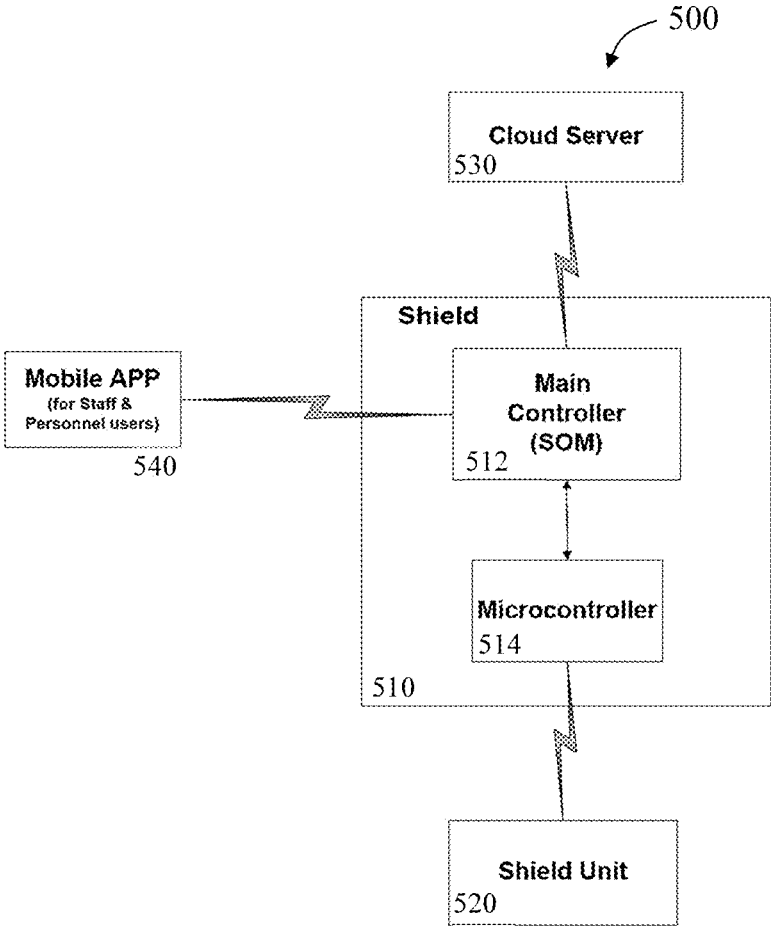 500
Cloud Server
530
Shield
Mobile APP
(for Staff &
Personnel users)
540
Main
Controller
(SOM)
512
Microcontroller
514
510
Shield Unit
520